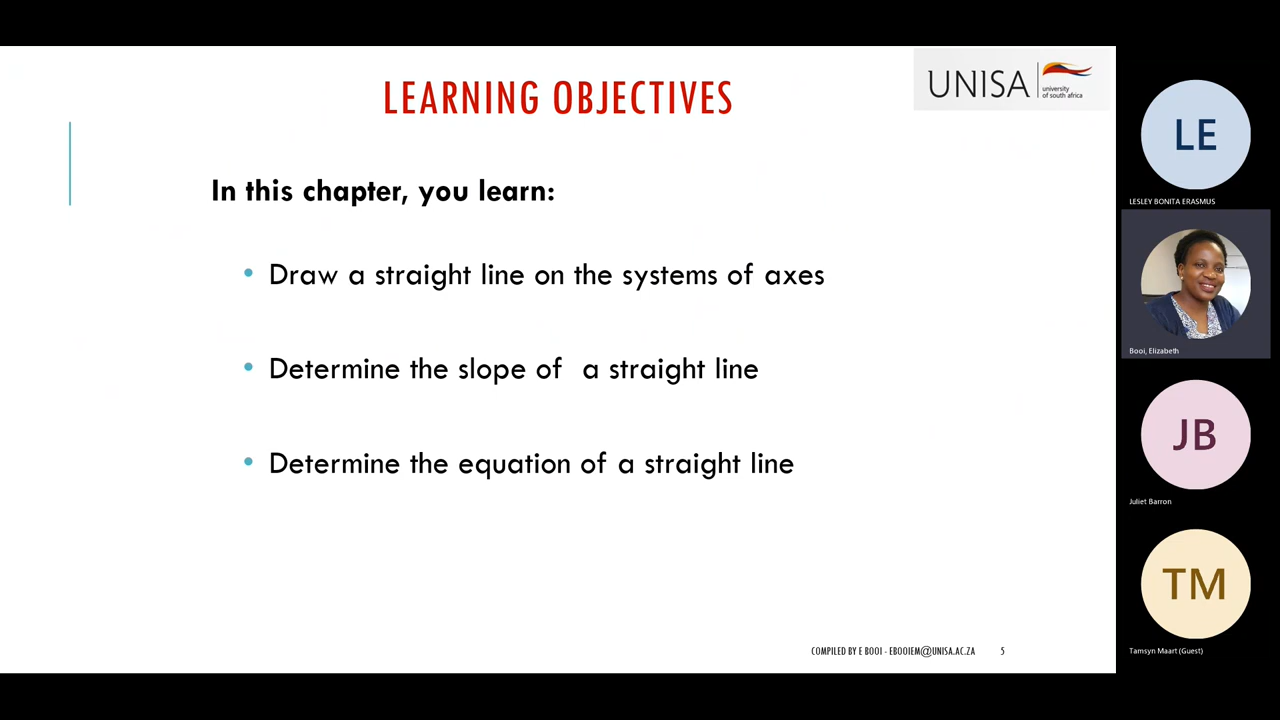 LEARNING OBJECTIVES
UNISA
university
of south africa
In this chapter, you learn:
• Draw a straight line on the systems of axes
• Determine the slope of a straight line
• Determine the equation of a straight line
COMPILED BY E BOOI - EBOOIEM@UNISA.AC.ZA 5
LE
LESLEY BONITA ERASMUS
Booi, Elizabeth
JB
Juliet Barron
TM
Tamsyn Maart (Guest)